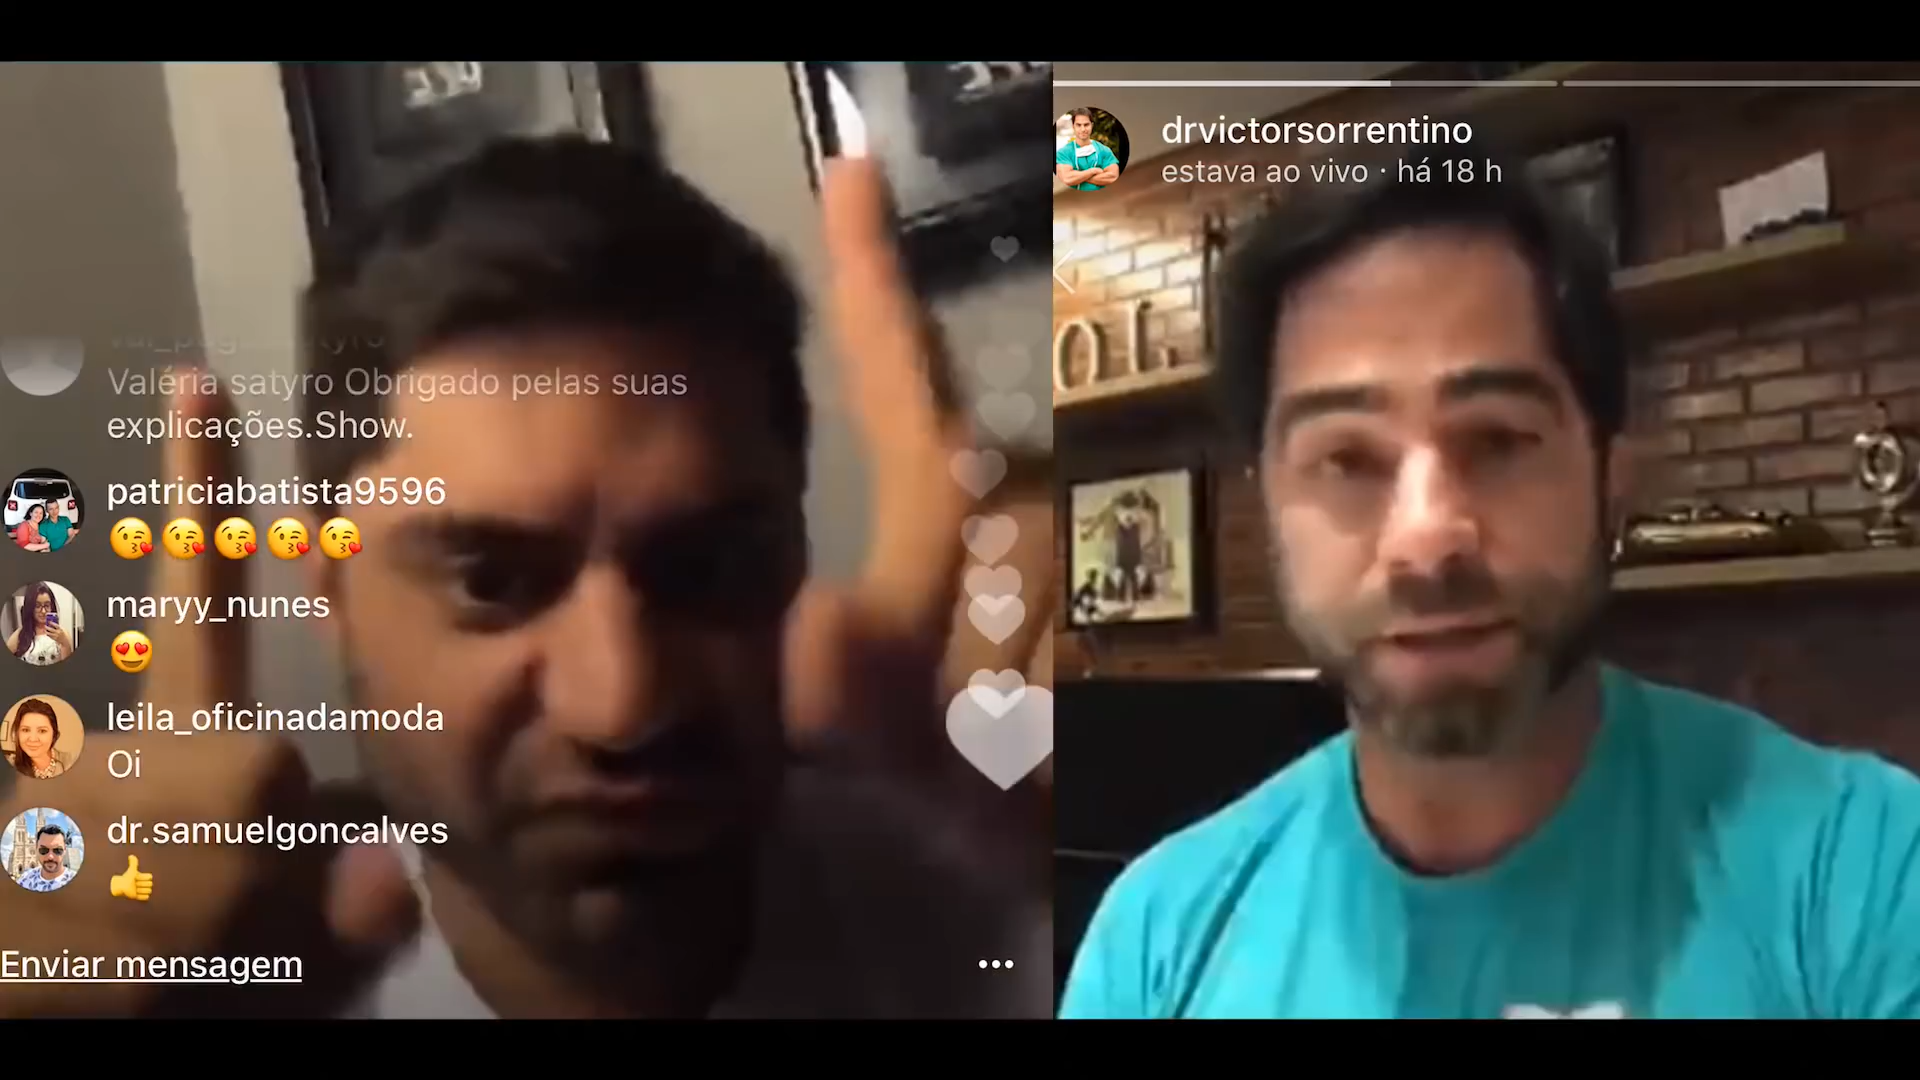 Valéria satyro Obrigado pelas suas
explicações.Show.
patriciabatista9596
😘😘😘😘😘
maryy_nunes
😍
leila_oficinadamoda
Oi
dr.samuelgoncalves
👍
Enviar mensagem
drvictorsorrentino
estava ao vivo · há 18 h